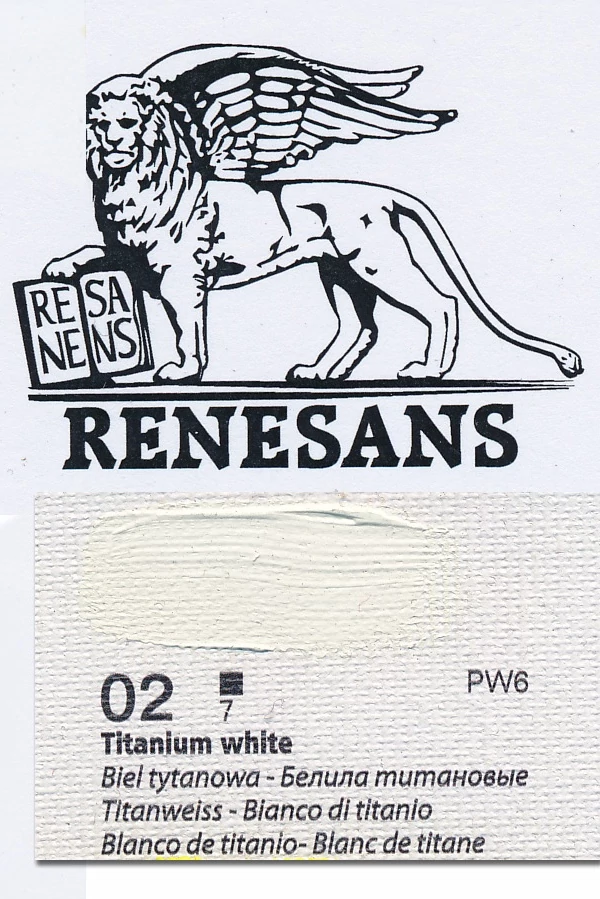 RE SA
NE NS
RENESANS
02
7
PW6
Titanium white
Biel tytanowa - Белила титановые
Titanweiss - Bianco di titanio
Blanco de titanio- Blanc de titane